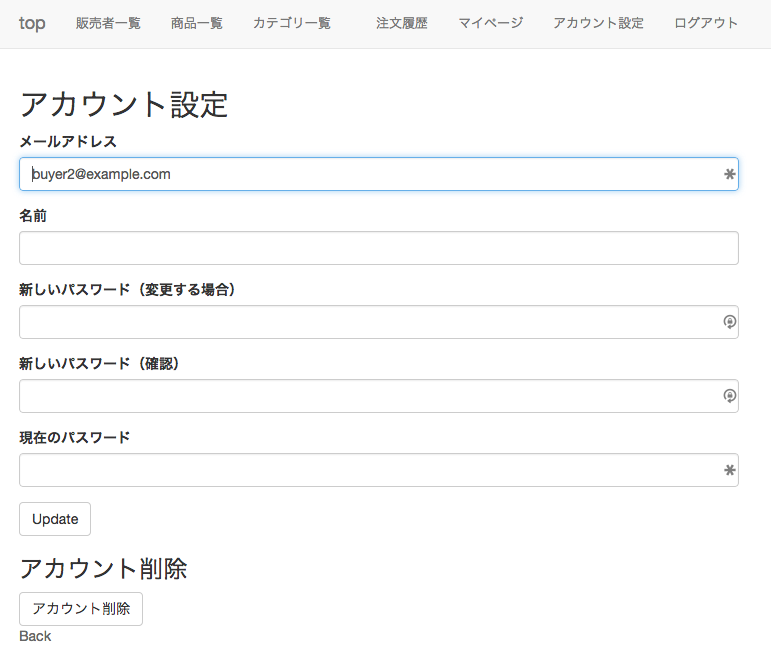 top 販売者一覧 商品一覧 カテゴリ一覧 注文履歴 マイページ アカウント設定 ログアウト
アカウント設定
メールアドレス
buyer2@example.com
名前
新しいパスワード（変更する場合）
新しいパスワード（確認）
現在のパスワード
Update
アカウント削除
アカウント削除
Back